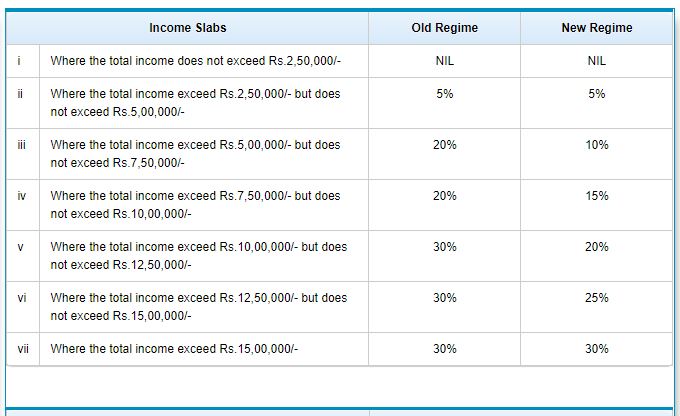 Income Slabs Old Regime New Regime
i Where the total income does not exceed Rs.2,50,000/- NIL NIL
ii Where the total income exceed Rs.2,50,000/- but does 5% 5%
not exceed Rs.5,00,000/-
iii Where the total income exceed Rs.5,00,000/- but does 20% 10%
not exceed Rs.7,50,000/-
iv Where the total income exceed Rs.7,50,000/- but does 20% 15%
not exceed Rs.10,00,000/-
v Where the total income exceed Rs.10,00,000/- but does 30% 20%
not exceed Rs.12,50,000/-
vi Where the total income exceed Rs.12,50,000/- but does 30% 25%
not exceed Rs.15,00,000/-
vii Where the total income exceed Rs.15,00,000/- 30% 30%